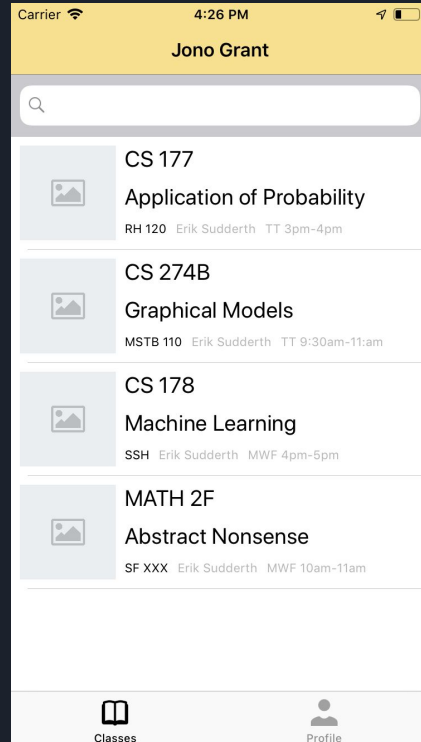 Carrier 4:26 PM
Jono Grant
CS 177
Application of Probability
RH 120 Erik Sudderth TT 3pm-4pm
CS 274B
Graphical Models
MSTB 110 Erik Sudderth TT 9:30am-11:am
CS 178
Machine Learning
SSH Erik Sudderth MWF 4pm-5pm
MATH 2F
Abstract Nonsense
SF XXX Erik Sudderth MWF 10am-11am
Classes Profile